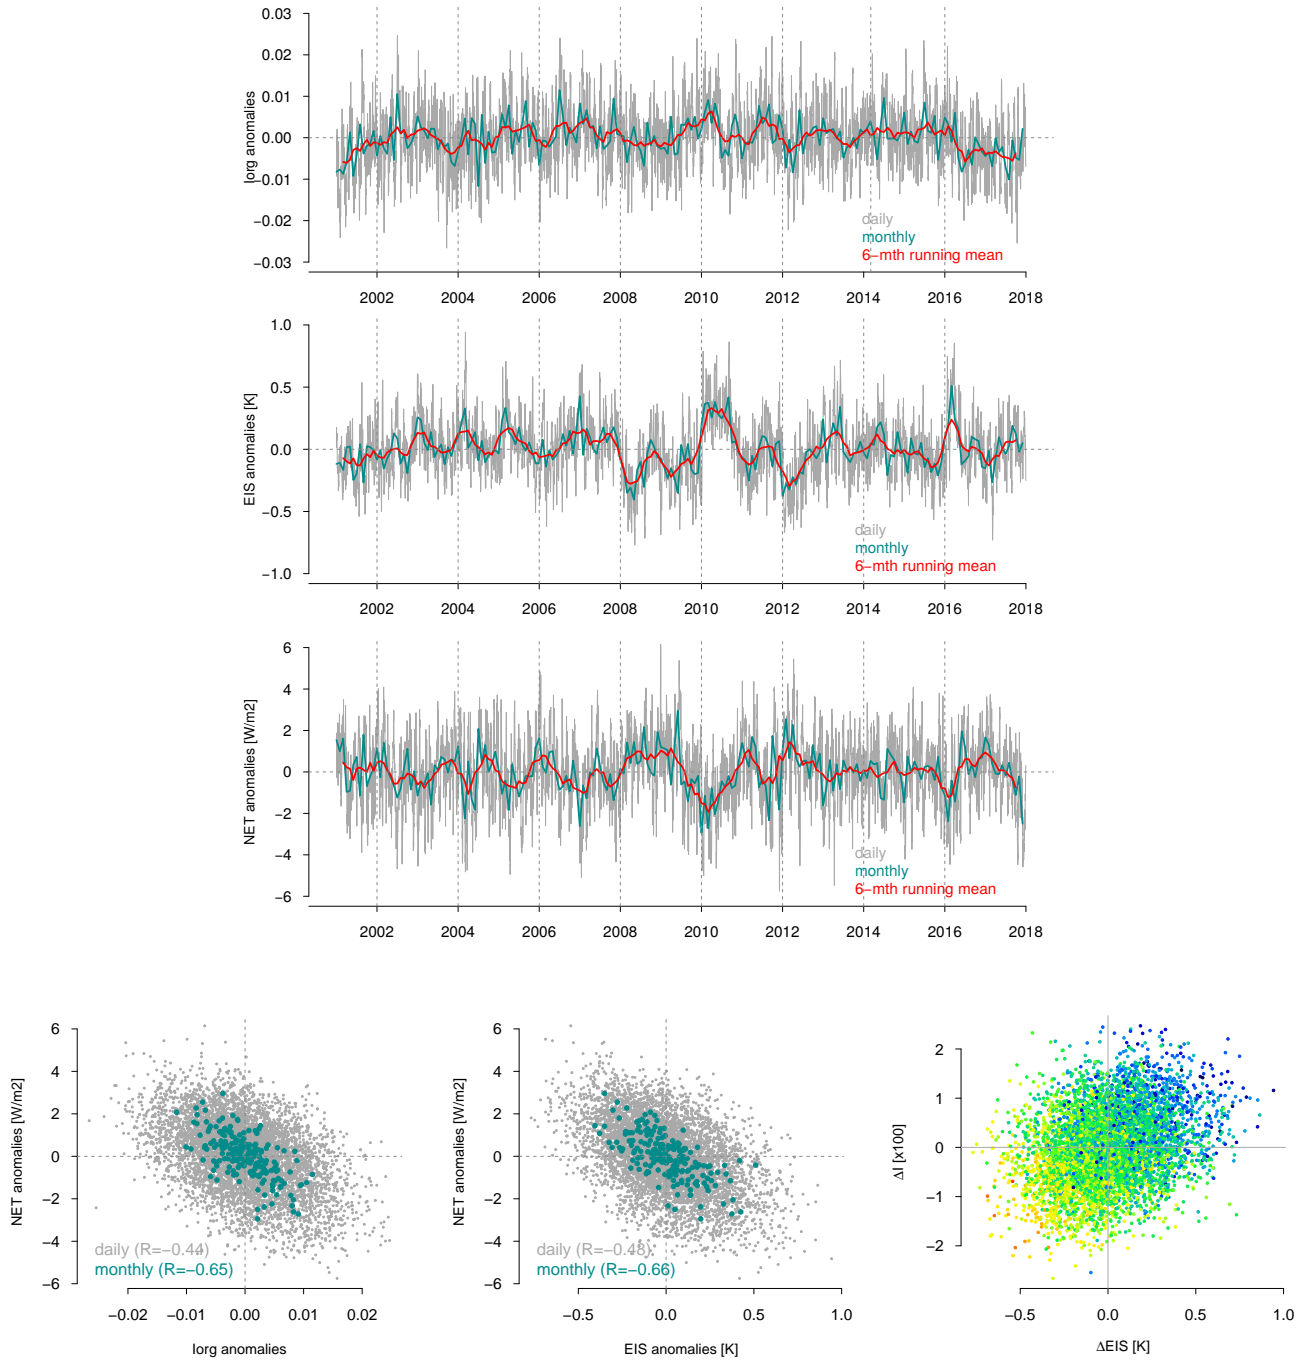 0.03
0.02
0.01
0.00
−0.01
−0.02
−0.03
Iorg anomalies
daily
monthly
6−mth running mean
2002 2004 2006 2008 2010 2012 2014 2016 2018
1.0
0.5
0.0
−0.5
−1.0
EIS anomalies [K]
daily
monthly
6−mth running mean
2002 2004 2006 2008 2010 2012 2014 2016 2018
6
4
2
0
−2
−4
−6
NET anomalies [W/m2]
daily
monthly
6−mth running mean
2002 2004 2006 2008 2010 2012 2014 2016 2018
6
4
2
0
−2
−4
−6
NET anomalies [W/m2]
daily (R=−0.44)
monthly (R=−0.65)
−0.02 −0.01 0.00 0.01 0.02
Iorg anomalies
6
4
2
0
−2
−4
−6
NET anomalies [W/m2]
daily (R=−0.48)
monthly (R=−0.66)
−0.5 0.0 0.5 1.0
EIS anomalies [K]
2
1
0
−1
−2
ΔI [x100]
−0.5 0.0 0.5 1.0
ΔEIS [K]